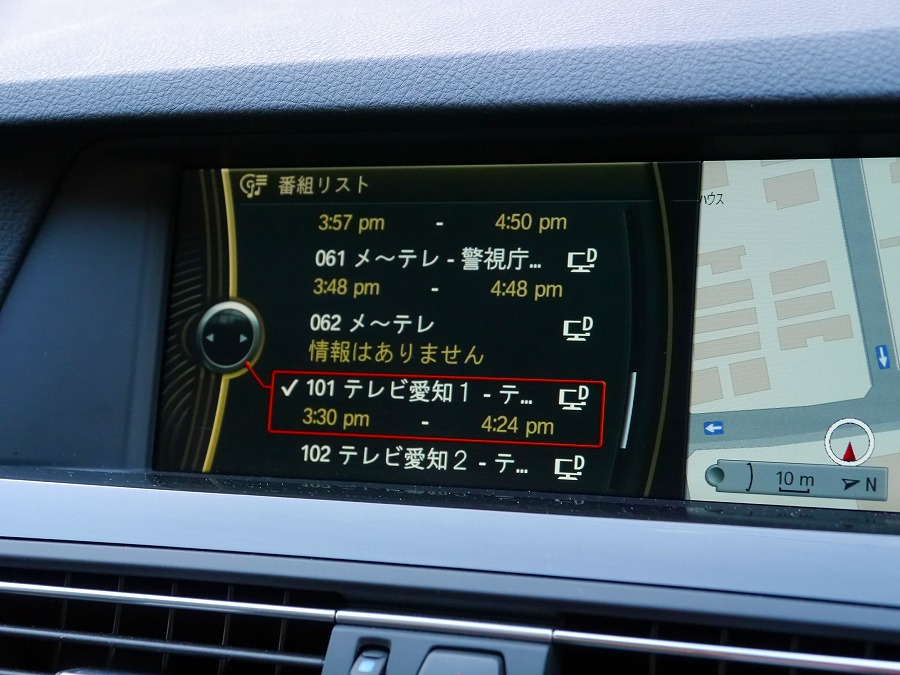 番組リスト
3:57 pm - 4:50 pm
061 メ～テレ - 警視庁...
3:48 pm - 4:48 pm
062 メ～テレ
情報はありません
✓ 101 テレビ愛知１ - テ...
3:30 pm - 4:24 pm
102 テレビ愛知２ - テ...
ハウス
10 m
N